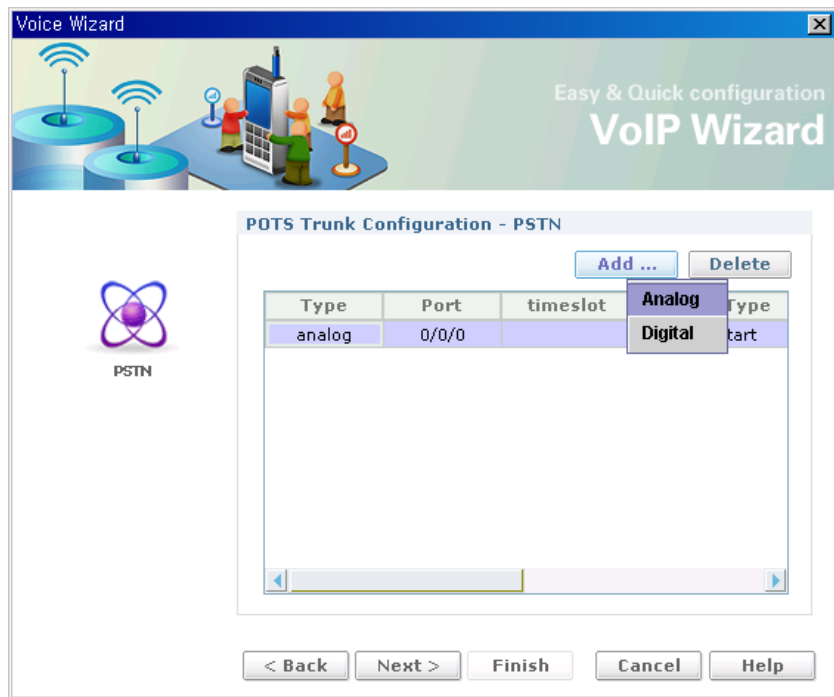 Voice Wizard
Easy & Quick configuration
VoIP Wizard
POTS Trunk Configuration - PSTN
Add ... Delete
Type Port timeslot Type
Analog
analog 0/0/0 tart
Digital
PSTN
< Back Next > Finish Cancel Help